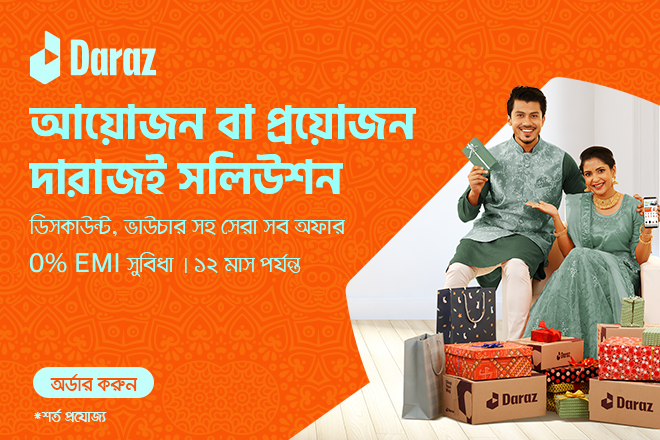 Daraz
আয়োজন বা প্রয়োজন
দারাজই সলিউশন
ডিসকাউন্ট, ভাউচার সহ সেরা সব অফার
0% EMI সুবিধা | ১২ মাস পর্যন্ত
অর্ডার করুন
*শর্ত প্রযোজ্য
Daraz
Daraz
Daraz